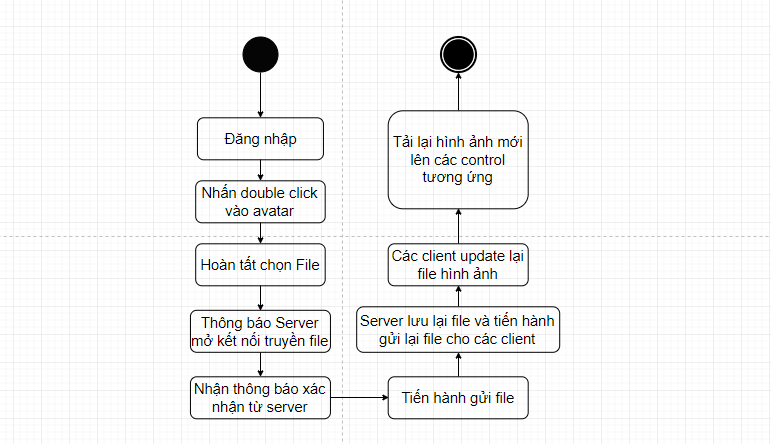 Đăng nhập
Nhấn double click
vào avatar
Hoàn tất chọn File
Thông báo Server
mở kết nối truyền file
Nhận thông báo xác
nhận từ server
Tiến hành gửi file
Server lưu lại file và tiến hành
gửi lại file cho các client
Các client update lại
file hình ảnh
Tải lại hình ảnh mới
lên các control
tương ứng